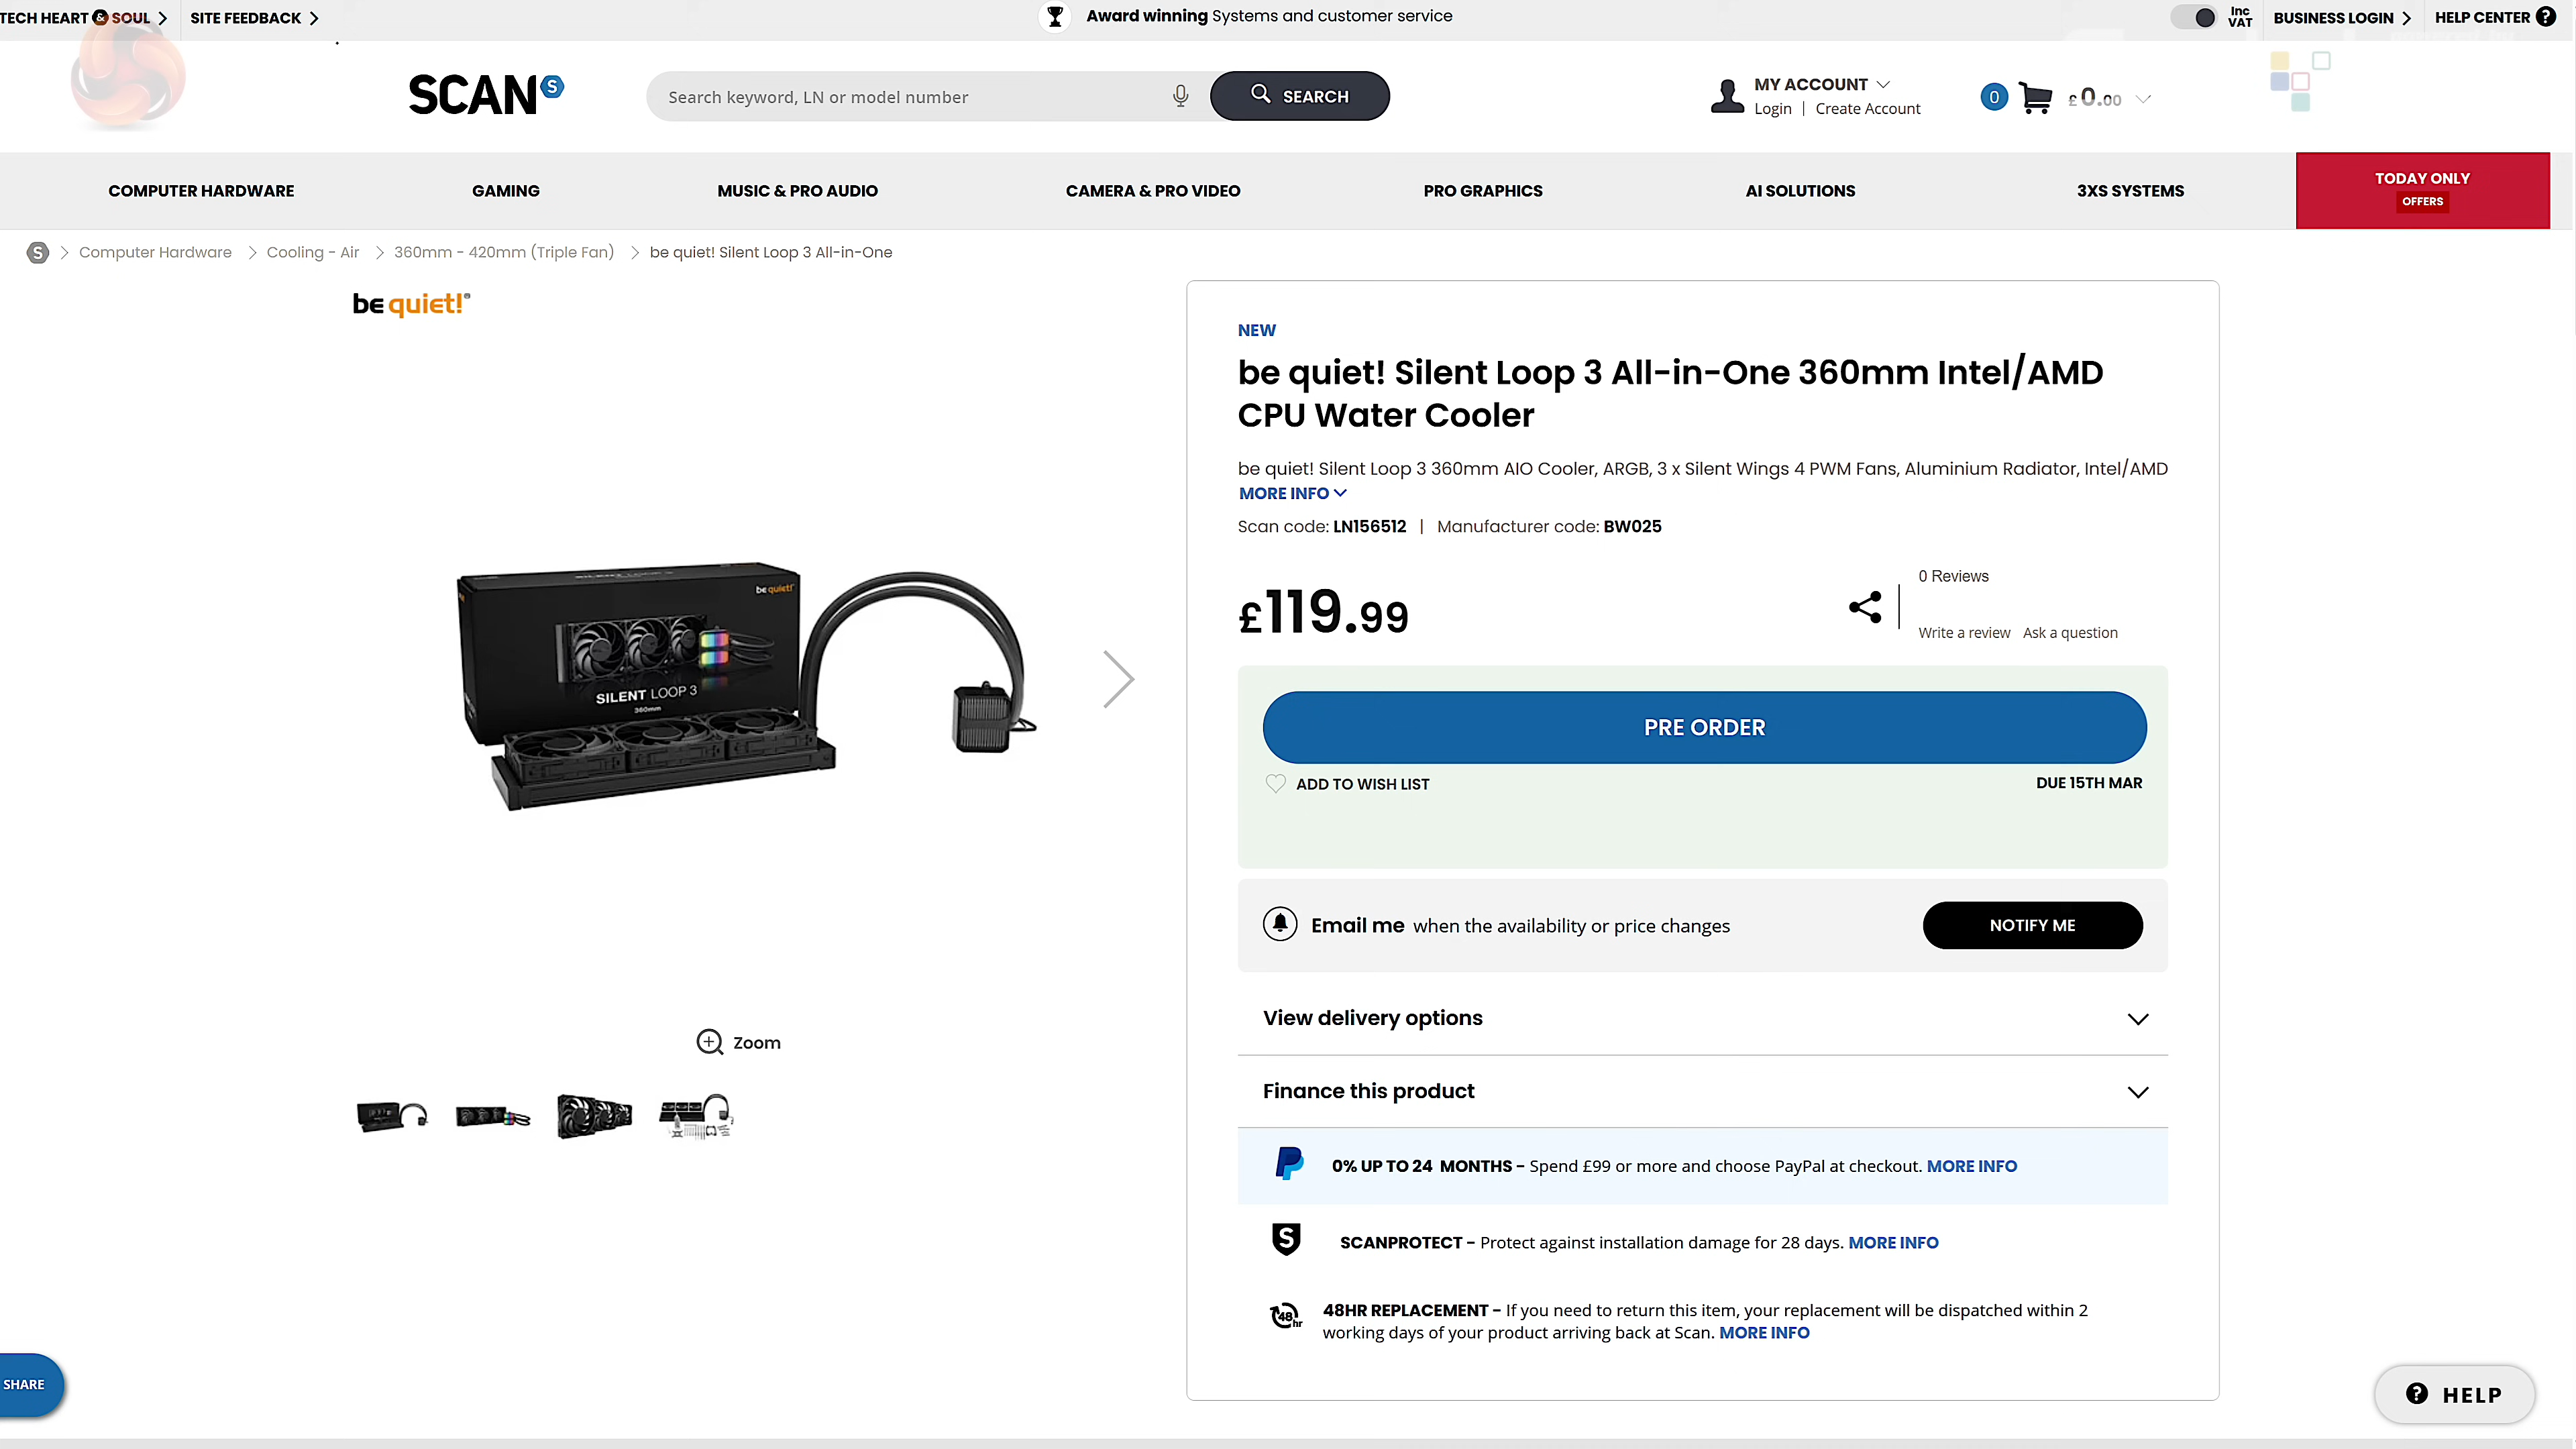 TECH HEART & SOUL
SITE FEEDBACK
Award winning Systems and customer service
Inc VAT
BUSINESS LOGIN
HELP CENTER ?
SCAN S
Search keyword, LN or model number
SEARCH
MY ACCOUNT
Login | Create Account
0
£0.00
COMPUTER HARDWARE
GAMING
MUSIC & PRO AUDIO
CAMERA & PRO VIDEO
PRO GRAPHICS
AI SOLUTIONS
3XS SYSTEMS
TODAY ONLY
OFFERS
S > Computer Hardware > Cooling - Air > 360mm - 420mm (Triple Fan) > be quiet! Silent Loop 3 All-in-One
be quiet!
NEW
be quiet! Silent Loop 3 All-in-One 360mm Intel/AMD
CPU Water Cooler
be quiet! Silent Loop 3 360mm AIO Cooler, ARGB, 3 x Silent Wings 4 PWM Fans, Aluminium Radiator, Intel/AMD
MORE INFO
Scan code: LN156512 | Manufacturer code: BW025
be quiet!
SILENT LOOP 3
360mm
£119.99
0 Reviews
Write a review Ask a question
PRE ORDER
ADD TO WISH LIST
DUE 15TH MAR
Email me when the availability or price changes
NOTIFY ME
View delivery options
Zoom
Finance this product
0% UP TO 24 MONTHS - Spend £99 or more and choose PayPal at checkout. MORE INFO
S
SCANPROTECT - Protect against installation damage for 28 days. MORE INFO
48hr
48HR REPLACEMENT - If you need to return this item, your replacement will be dispatched within 2
working days of your product arriving back at Scan. MORE INFO
SHARE
? HELP